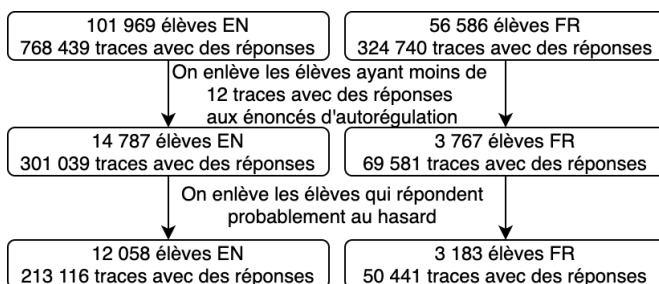 101 969 élèves EN
768 439 traces avec des réponses
56 586 élèves FR
324 740 traces avec des réponses
On enlève les élèves ayant moins de
12 traces avec des réponses
aux énoncés d'autorégulation
14 787 élèves EN
301 039 traces avec des réponses
3 767 élèves FR
69 581 traces avec des réponses
On enlève les élèves qui répondent
probablement au hasard
12 058 élèves EN
213 116 traces avec des réponses
3 183 élèves FR
50 441 traces avec des réponses